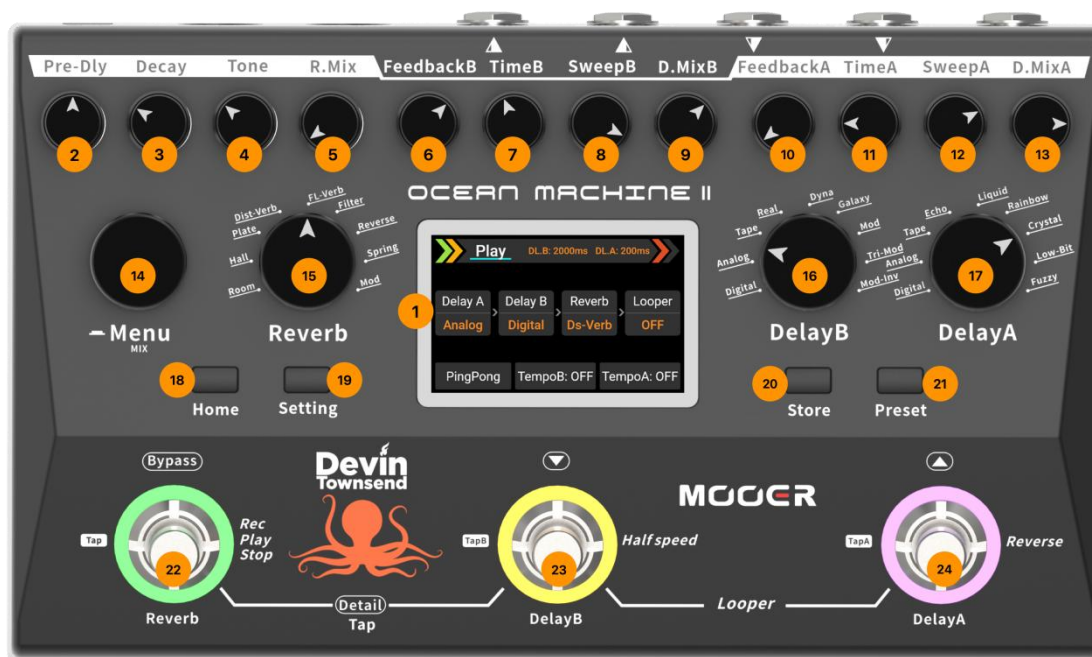 Pre-Dly Decay Tone R.Mix FeedbackB TimeB SweepB D.MixB FeedbackA TimeA SweepA D.MixA
2 3 4 5 6 7 8 9 10 11 12 13
OCEAN MACHINE II
14
Menu
MIX
Room
Hall
Plate
Dist-Verb
FL-Verb
Filter
Reverse
Spring
Mod
15
Reverb
1
Play DL.B: 2000ms DL.A: 200ms
Delay A Delay B Reverb Looper
Analog Digital Ds-Verb OFF
PingPong TempoB: OFF TempoA: OFF
Digital
Analog
Tape
Real
Dyna
Galaxy
Mod
Tri-Mod
Mod-Inv
16
DelayB
Digital
Analog
Tape
Echo
Liquid
Rainbow
Crystal
Low-Bit
Fuzzy
17
DelayA
18 19 20 21
Home Setting Store Preset
Bypass
Tap
Rec
Play
Stop
22
Reverb
Devin
Townsend
Detail
Tap
TapB
Half speed
23
DelayB
MOOER
Looper
TapA
Reverse
24
DelayA